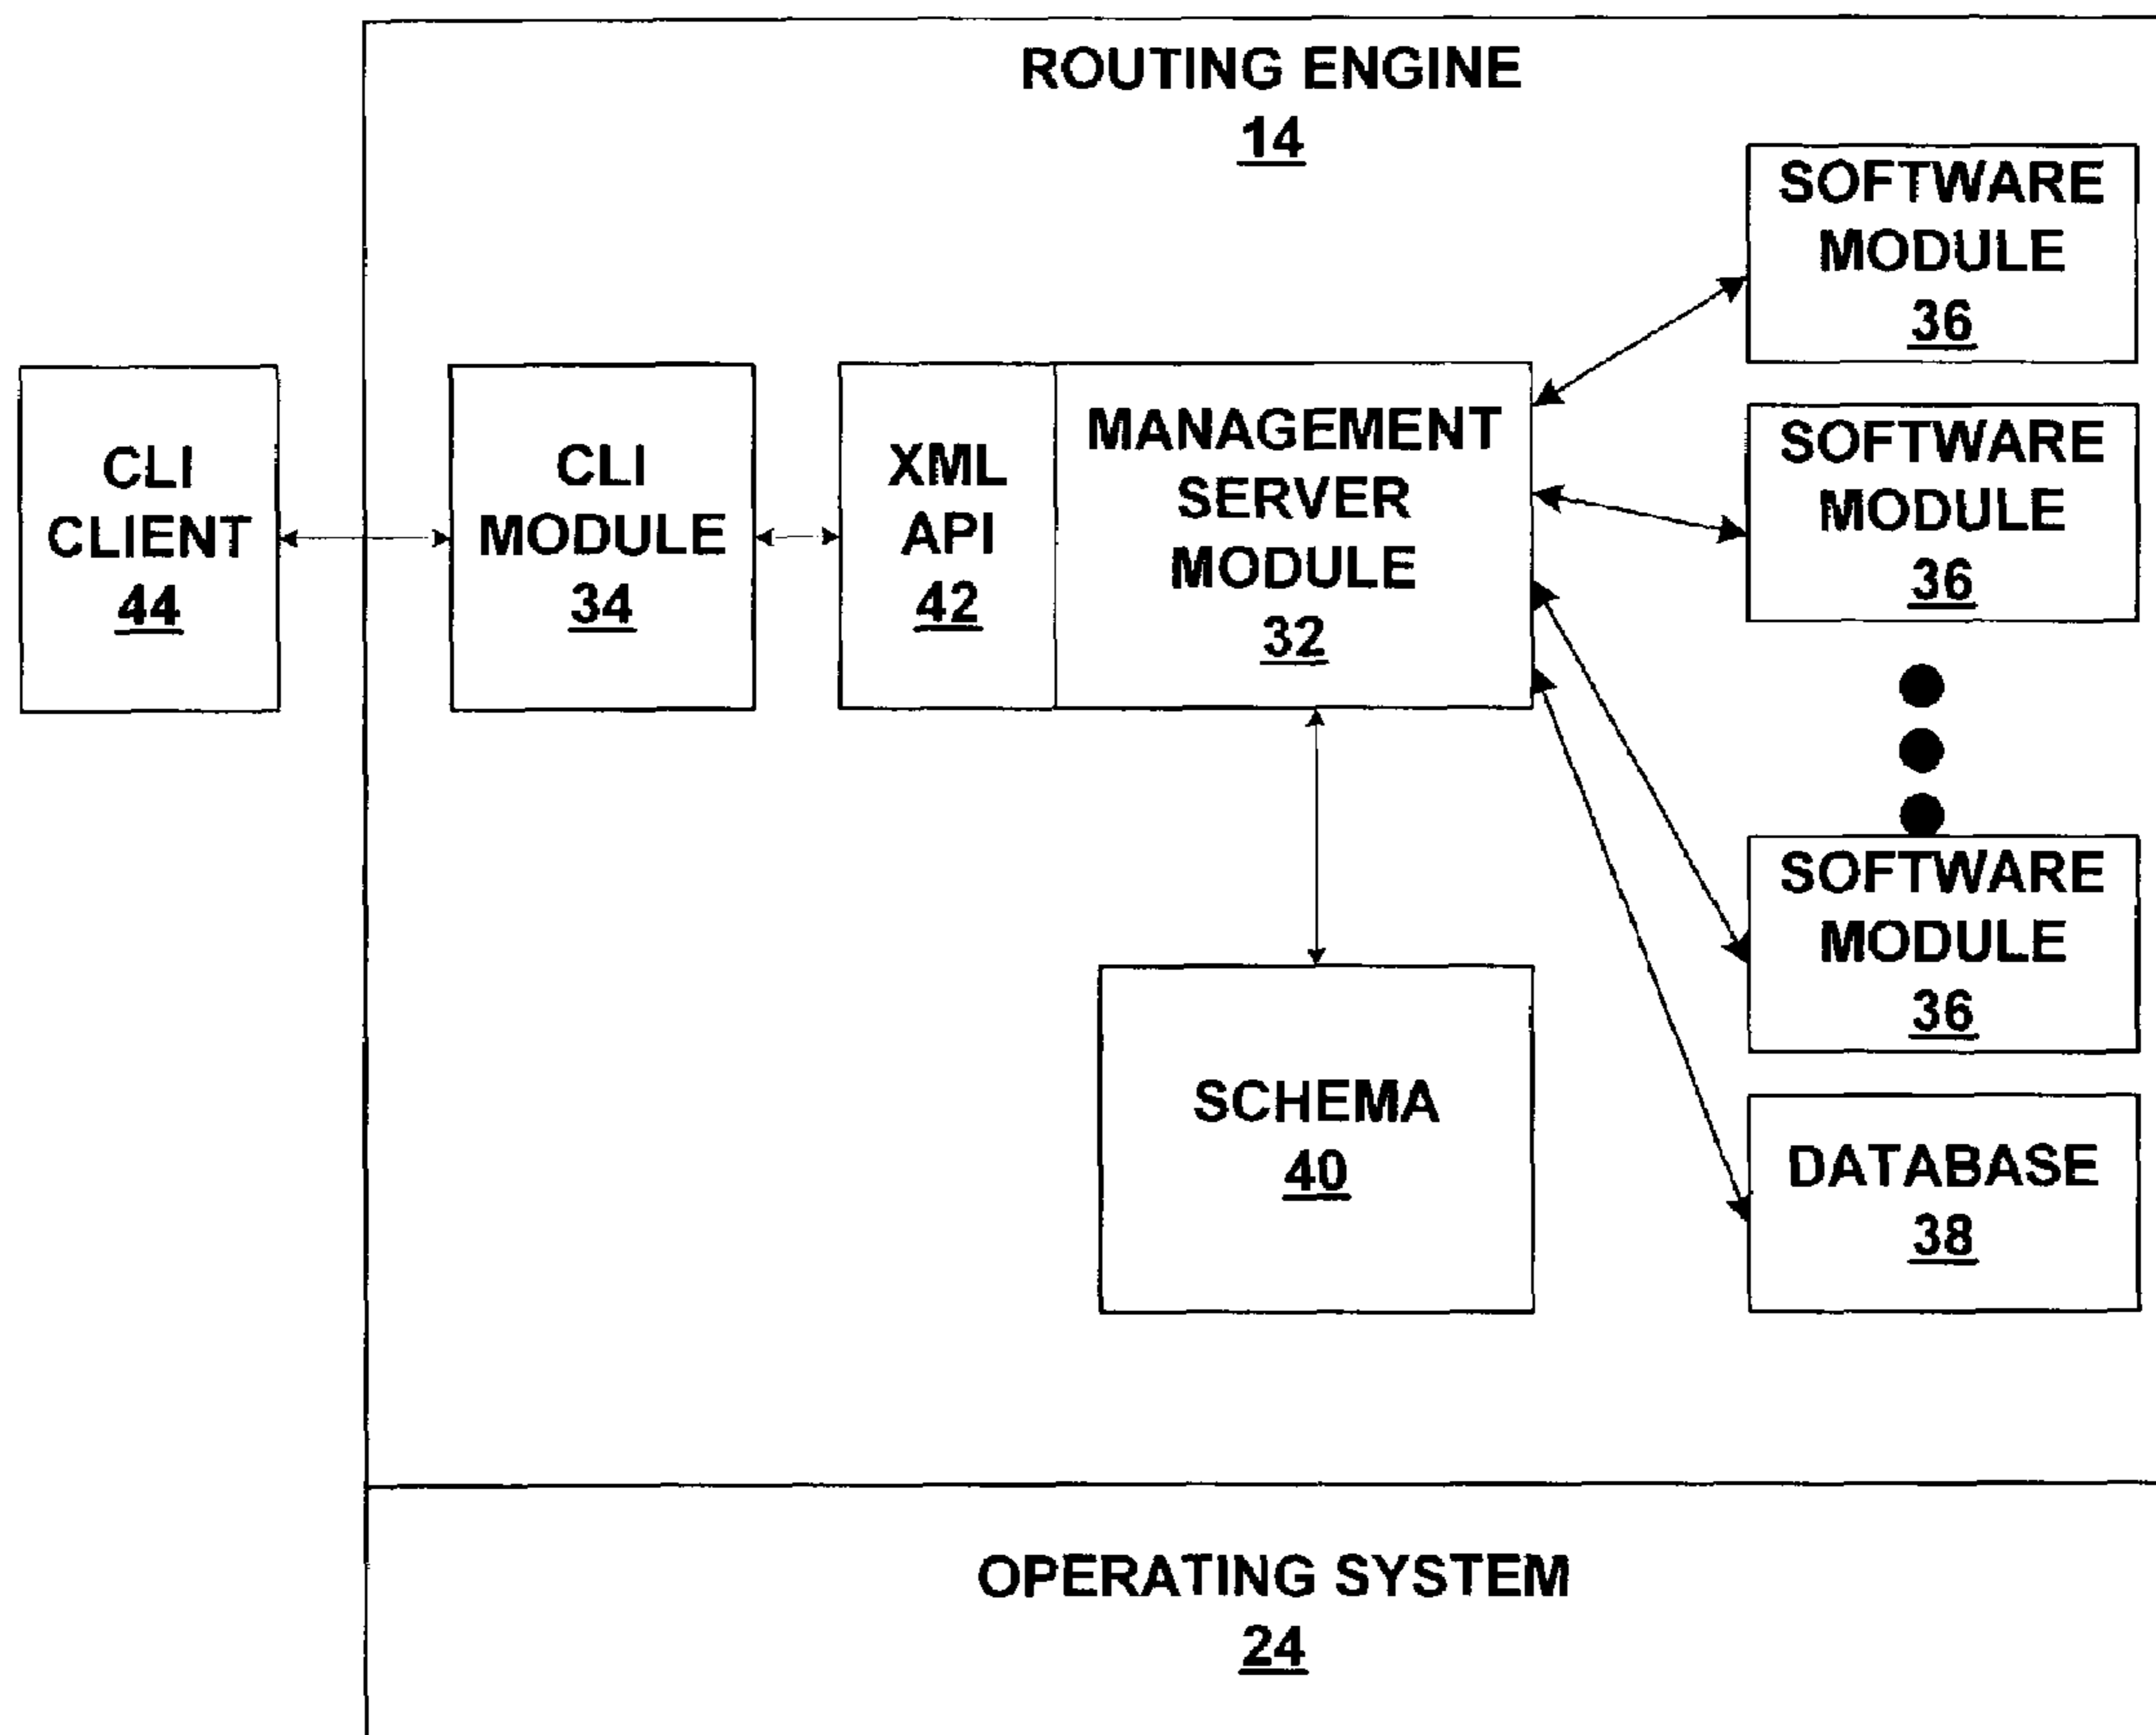 ROUTING ENGINE
14
SOFTWARE
MODULE
36
CLI
CLIENT
44
CLI
MODULE
34
XML
API
42
MANAGEMENT
SERVER
MODULE
32
SOFTWARE
MODULE
36
SOFTWARE
MODULE
36
SCHEMA
40
DATABASE
38
OPERATING SYSTEM
24